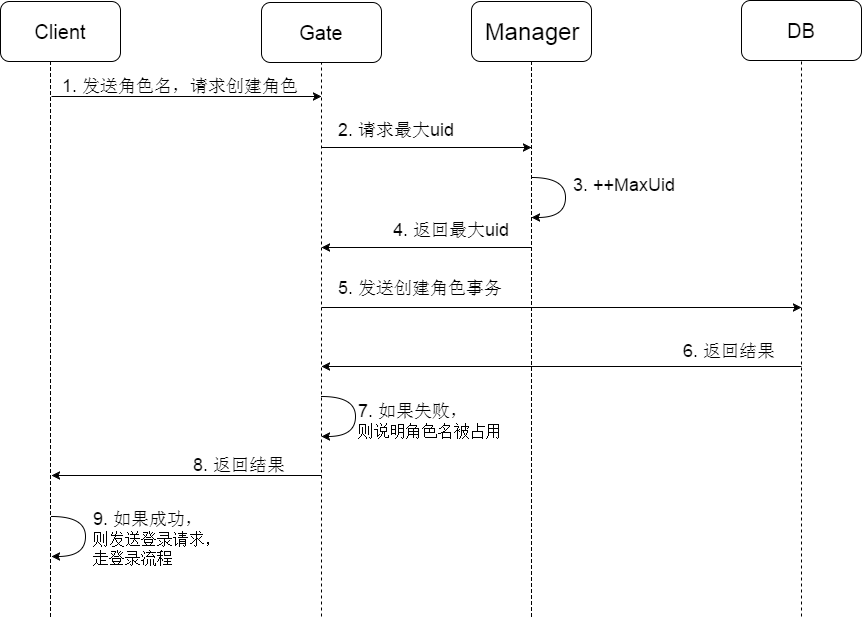 Client
Gate
Manager
DB
1. 发送角色名，请求创建角色
2. 请求最大uid
3. ++MaxUid
4. 返回最大uid
5. 发送创建角色事务
6. 返回结果
7. 如果失败，
则说明角色名被占用
8. 返回结果
9. 如果成功，
则发送登录请求，
走登录流程